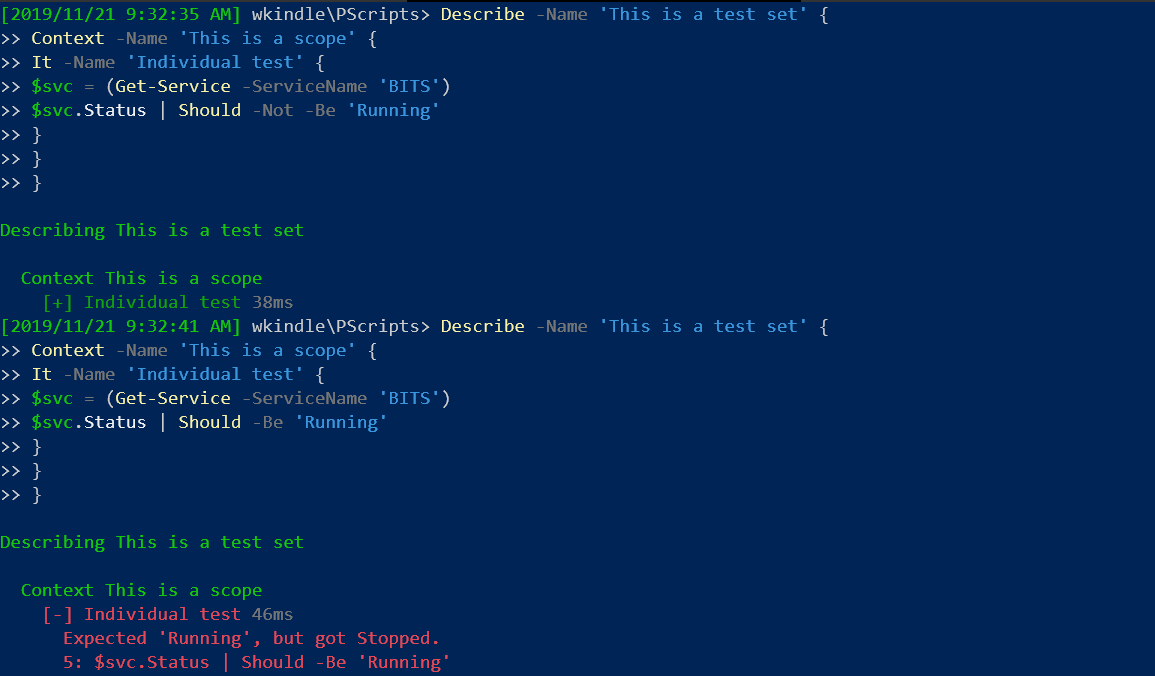 [2019/11/21 9:32:35 AM] wkindle\PScripts> Describe -Name 'This is a test set' {
>> Context -Name 'This is a scope' {
>> It -Name 'Individual test' {
>> $svc = (Get-Service -ServiceName 'BITS')
>> $svc.Status | Should -Not -Be 'Running'
>> }
>> }
>> }
Describing This is a test set
Context This is a scope
[+] Individual test 38ms
[2019/11/21 9:32:41 AM] wkindle\PScripts> Describe -Name 'This is a test set' {
>> Context -Name 'This is a scope' {
>> It -Name 'Individual test' {
>> $svc = (Get-Service -ServiceName 'BITS')
>> $svc.Status | Should -Be 'Running'
>> }
>> }
>> }
Describing This is a test set
Context This is a scope
[-] Individual test 46ms
Expected 'Running', but got Stopped.
5: $svc.Status | Should -Be 'Running'